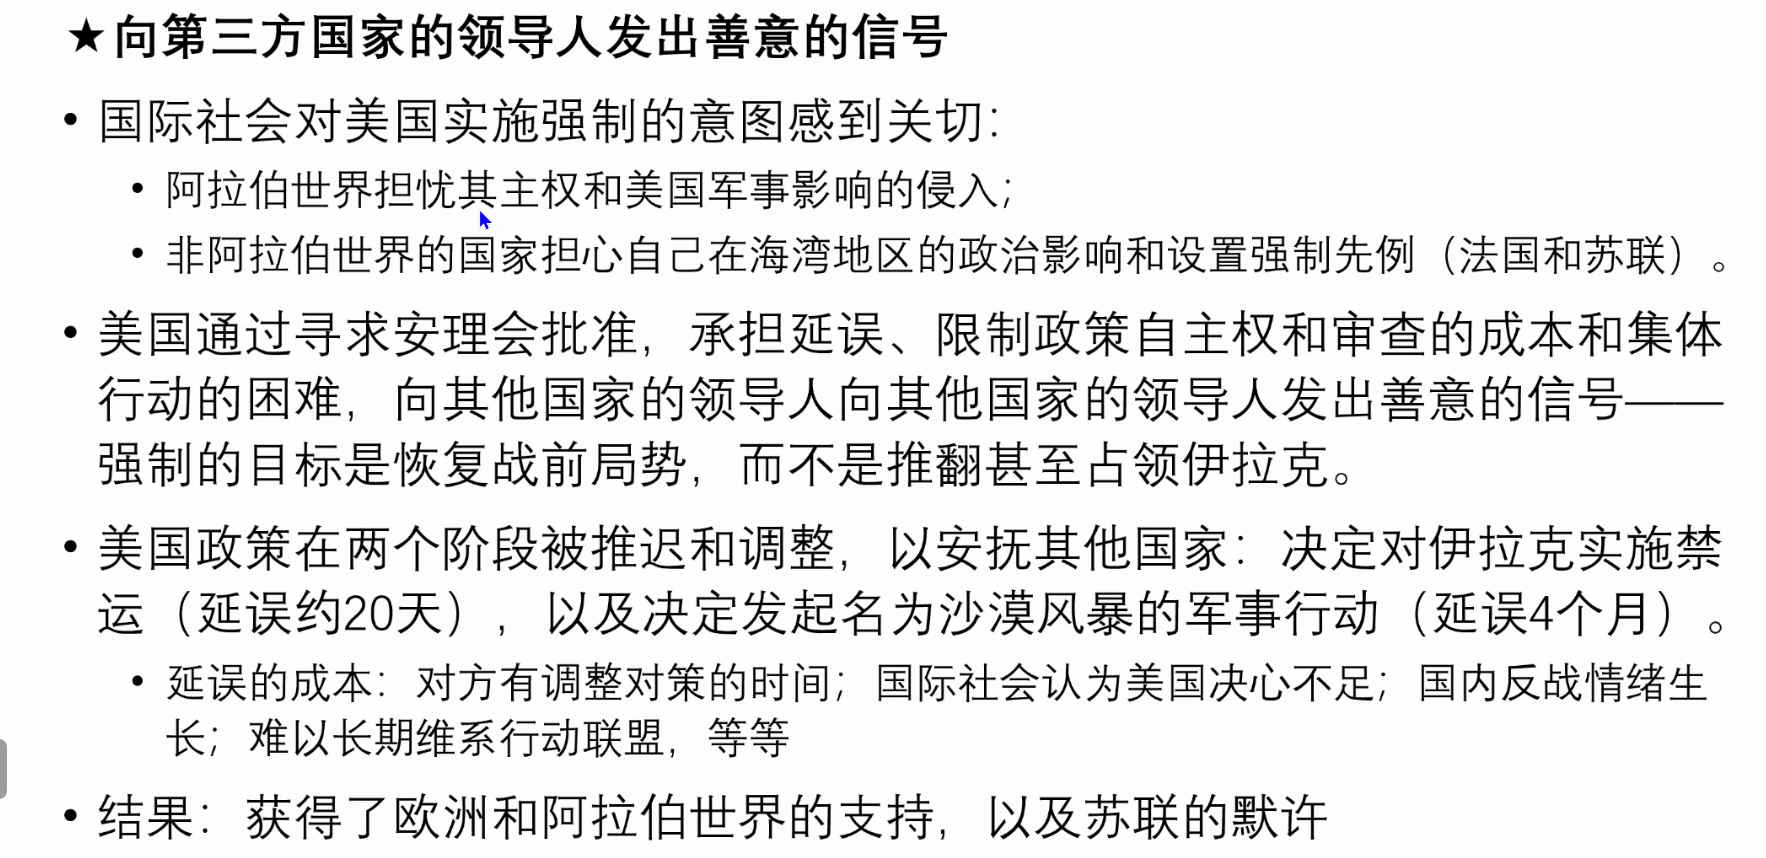 ★向第三方国家的领导人发出善意的信号
• 国际社会对美国实施强制的意图感到关切：
• 阿拉伯世界担忧其主权和美国军事影响的侵入；
• 非阿拉伯世界的国家担心自己在海湾地区的政治影响和设置强制先例（法国和苏联）。
• 美国通过寻求安理会批准，承担延误、限制政策自主权和审查的成本和集体
行动的困难，向其他国家的领导人向其他国家的领导人发出善意的信号——
强制的目标是恢复战前局势，而不是推翻甚至占领伊拉克。
• 美国政策在两个阶段被推迟和调整，以安抚其他国家：决定对伊拉克实施禁
运（延误约20天），以及决定发起名为沙漠风暴的军事行动（延误4个月）。
• 延误的成本：对方有调整对策的时间；国际社会认为美国决心不足；国内反战情绪生
长；难以长期维系行动联盟，等等
• 结果：获得了欧洲和阿拉伯世界的支持，以及苏联的默许